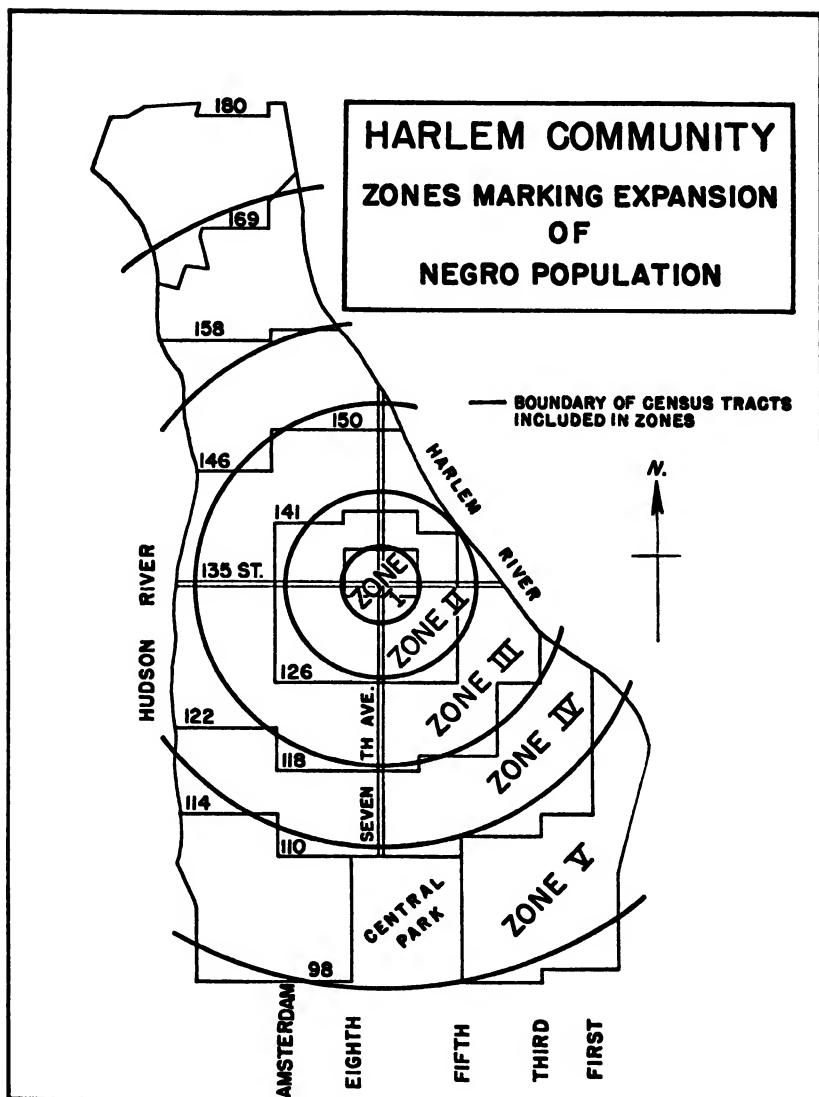 180
HARLEM COMMUNITY
ZONES MARKING EXPANSION
OF
NEGRO POPULATION
169
158
BOUNDARY OF CENSUS TRACTS
INCLUDED IN ZONES
150
146
HARLEM RIVER
N.
141
HUDSON RIVER
135 ST.
ZONE I
ZONE II
126
ZONE III
SEVENTH AVE.
122
118
ZONE IV
114
110
CENTRAL
PARK
ZONE V
98
AMSTERDAM
EIGHTH
FIFTH
THIRD
FIRST